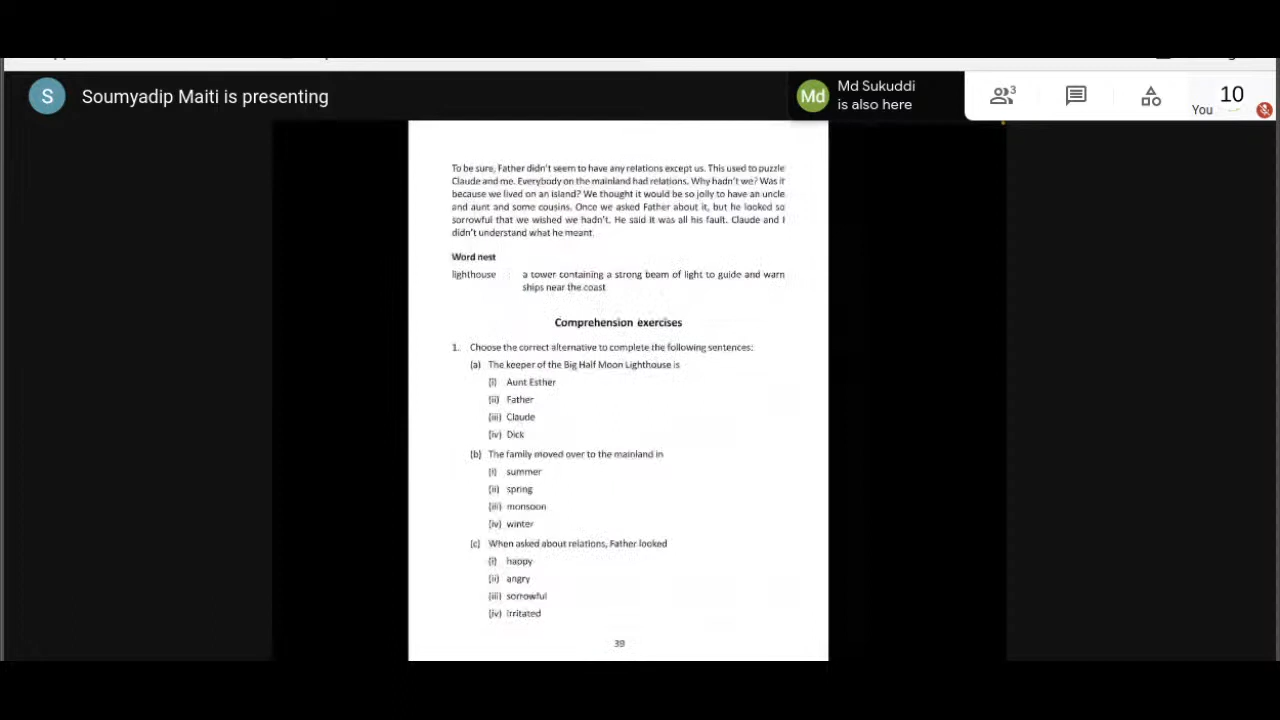 S Soumyadip Maiti is presenting
Md Md Sukuddi
is also here
3
10
You
To be sure, Father didn't seem to have any relations except us. This used to puzzle
Claude and me. Everybody on the mainland had relations. Why hadn't we? Was it
because we lived on an island? We thought it would be so jolly to have an uncle
and aunt and some cousins. Once we asked Father about it, but he looked so
sorrowful that we wished we hadn't. He said it was all his fault. Claude and I
didn't understand what he meant.
Word nest
lighthouse : a tower containing a strong beam of light to guide and warn
ships near the coast
Comprehension exercises
1. Choose the correct alternative to complete the following sentences:
(a) The keeper of the Big Half Moon Lighthouse is
(i) Aunt Esther
(ii) Father
(iii) Claude
(iv) Dick
(b) The family moved over to the mainland in
(i) summer
(ii) spring
(iii) monsoon
(iv) winter
(c) When asked about relations, Father looked
(i) happy
(ii) angry
(iii) sorrowful
(iv) irritated
39